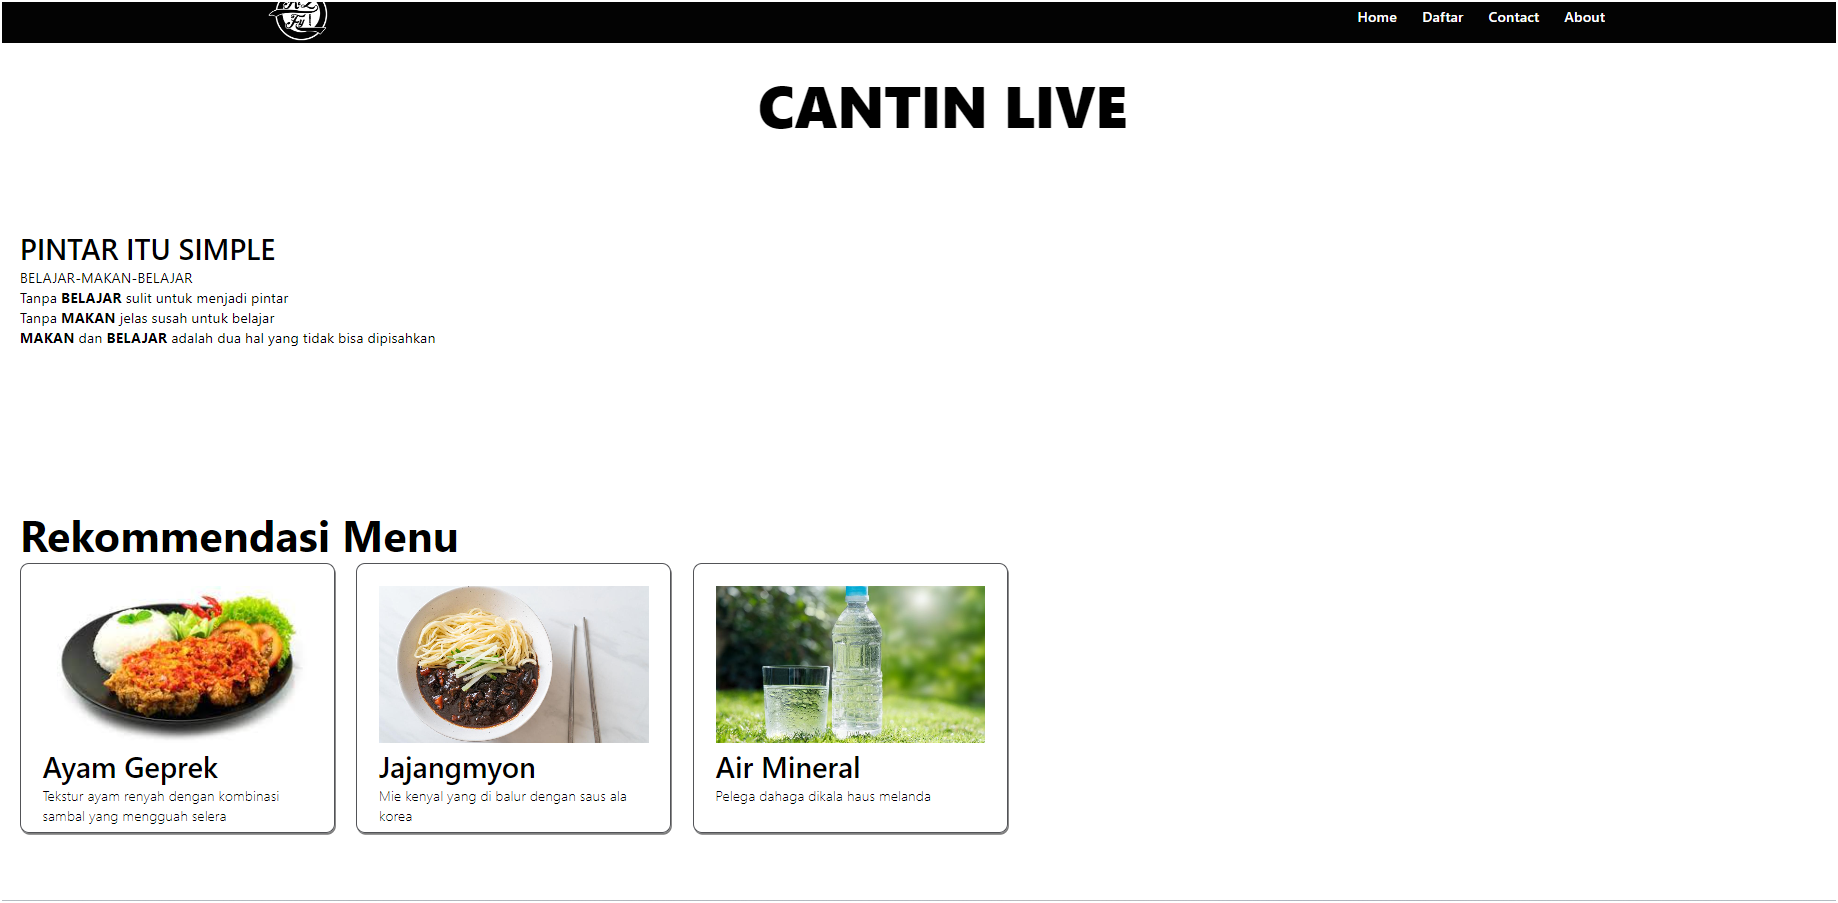 Home Daftar Contact About
CANTIN LIVE
PINTAR ITU SIMPLE
BELAJAR-MAKAN-BELAJAR
Tanpa BELAJAR sulit untuk menjadi pintar
Tanpa MAKAN jelas susah untuk belajar
MAKAN dan BELAJAR adalah dua hal yang tidak bisa dipisahkan
Rekommendasi Menu
Ayam Geprek
Tekstur ayam renyah dengan kombinasi
sambal yang mengguah selera
Jajangmyon
Mie kenyal yang di balur dengan saus ala
korea
Air Mineral
Pelega dahaga dikala haus melanda